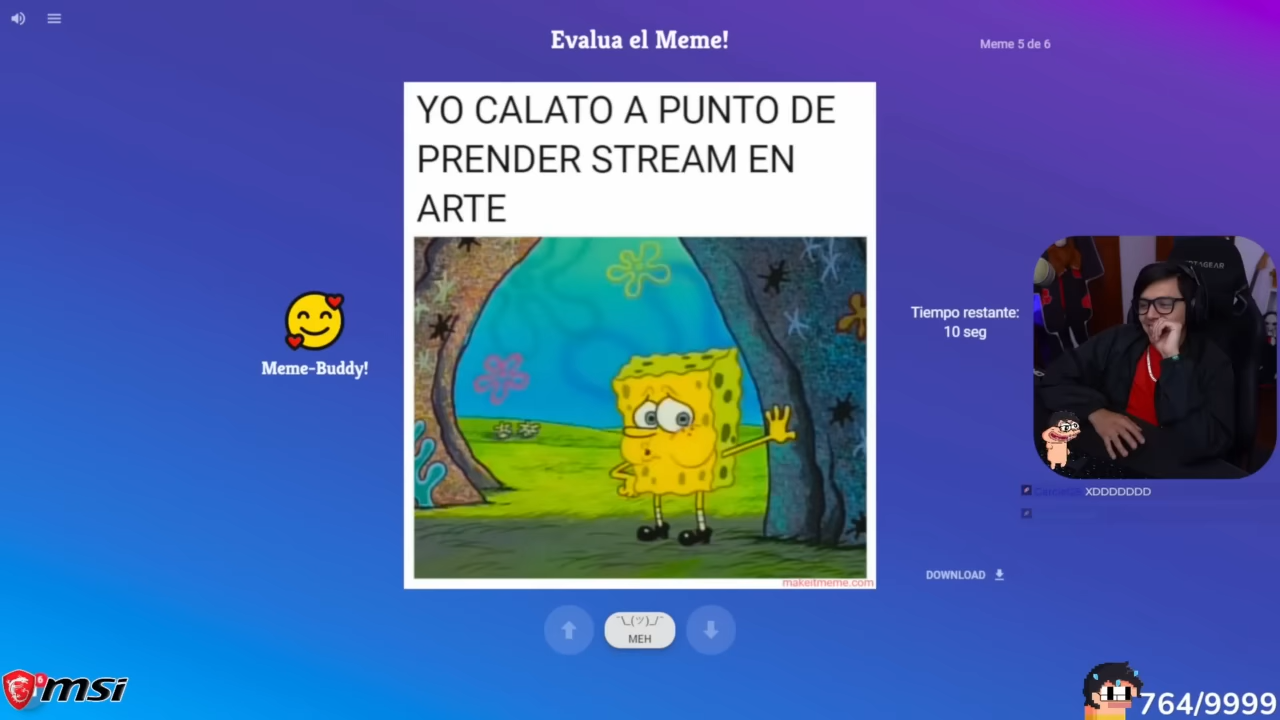 Evalua el Meme!
Meme 5 de 6
YO CALATO A PUNTO DE
PRENDER STREAM EN
ARTE
Meme-Buddy!
Tiempo restante:
10 seg
XDDDDDDD
DOWNLOAD
makeitmeme.com
¯\_(ツ)_/¯
MEH
6
msi
764/9999